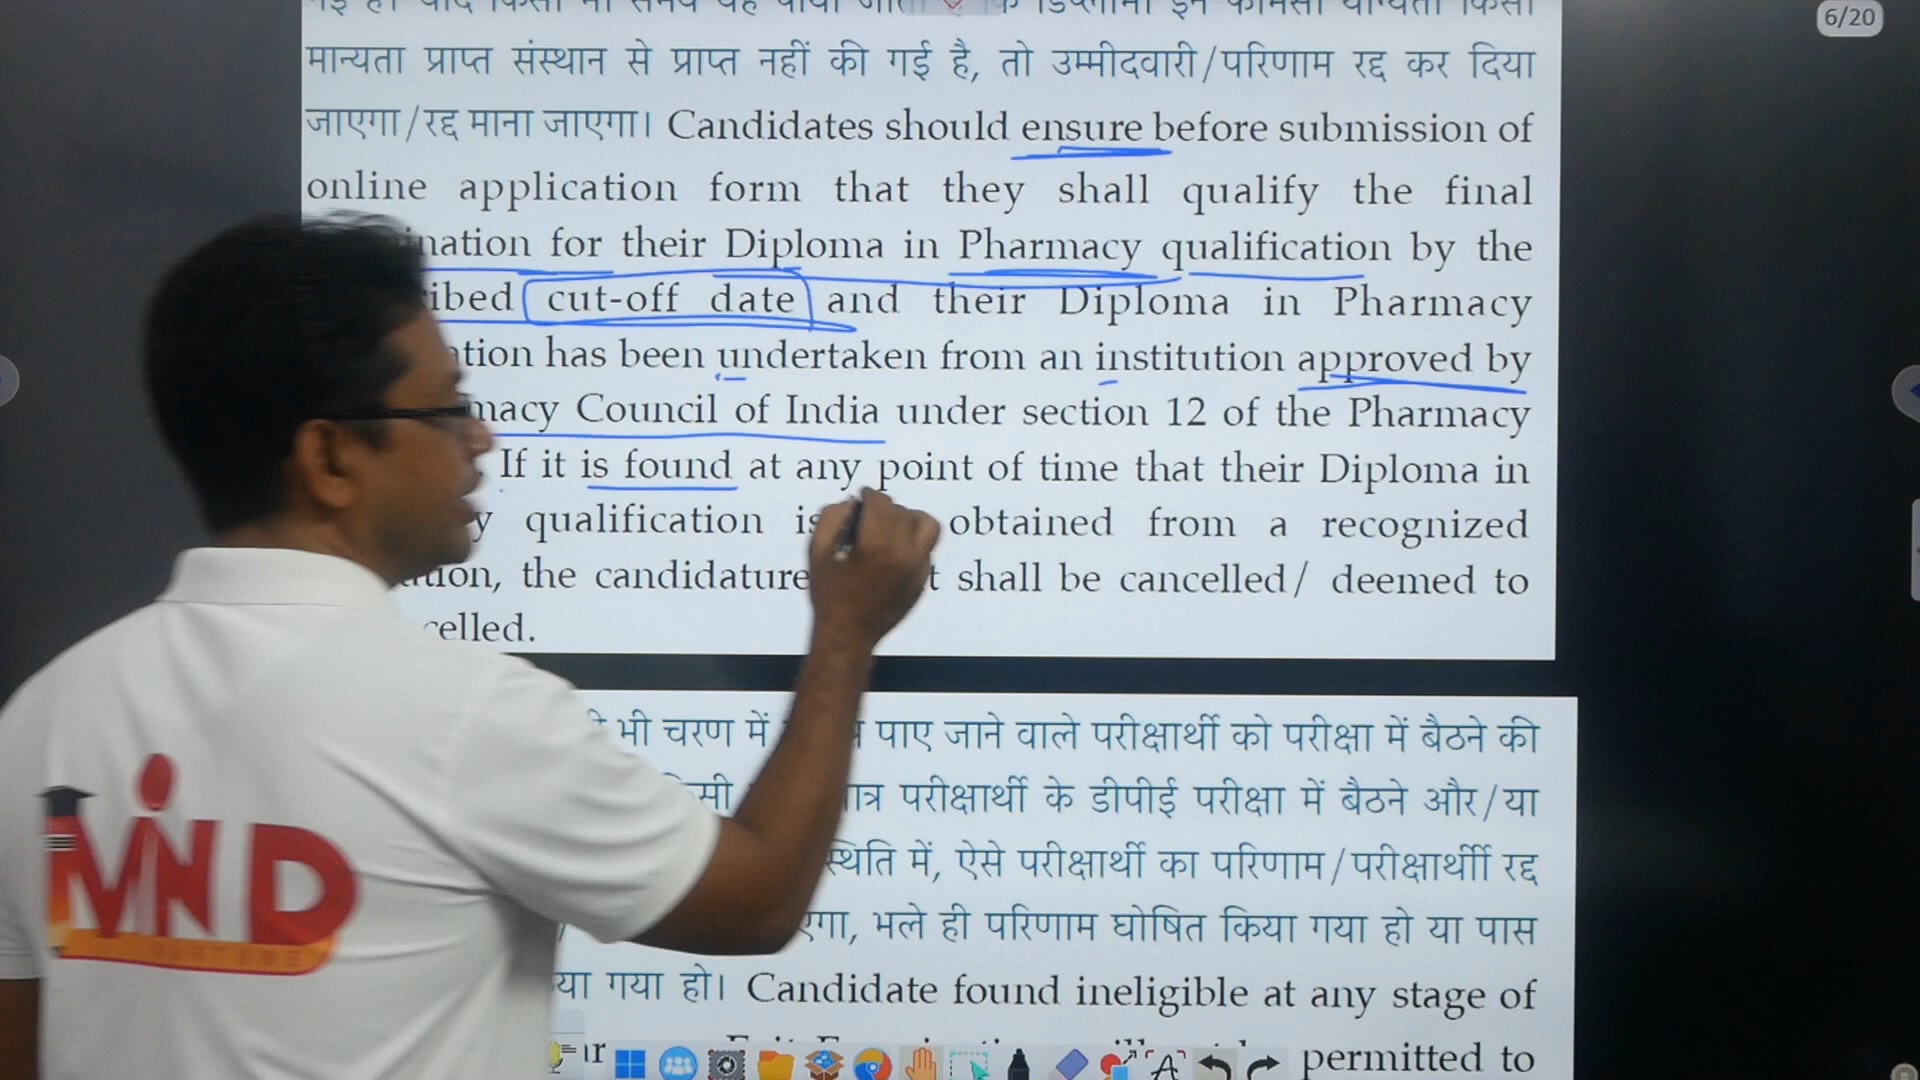 6/20
मान्यता प्राप्त संस्थान से प्राप्त नहीं की गई है, तो उम्मीदवारी/परिणाम रद्द कर दिया
जाएगा/रद्द माना जाएगा। Candidates should ensure before submission of
online application form that they shall qualify the final
ination for their Diploma in Pharmacy qualification by the
ibed cut-off date and their Diploma in Pharmacy
ation has been undertaken from an institution approved by
macy Council of India under section 12 of the Pharmacy
If it is found at any point of time that their Diploma in
y qualification is obtained from a recognized
tion, the candidature t shall be cancelled/ deemed to
celled.
भी चरण में पाए जाने वाले परीक्षार्थी को परीक्षा में बैठने की
परीक्षार्थी के डीपीई परीक्षा में बैठने और/या
स्थिति में, ऐसे परीक्षार्थी का परिणाम/परीक्षार्थीी रद्द
एगा, भले ही परिणाम घोषित किया गया हो या पास
या गया हो। Candidate found ineligible at any stage of
permitted to
MIND